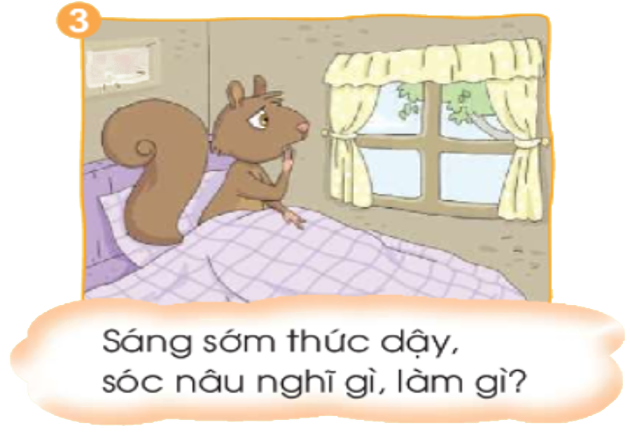 3
Sáng sớm thức dậy,
sóc nâu nghĩ gì, làm gì?